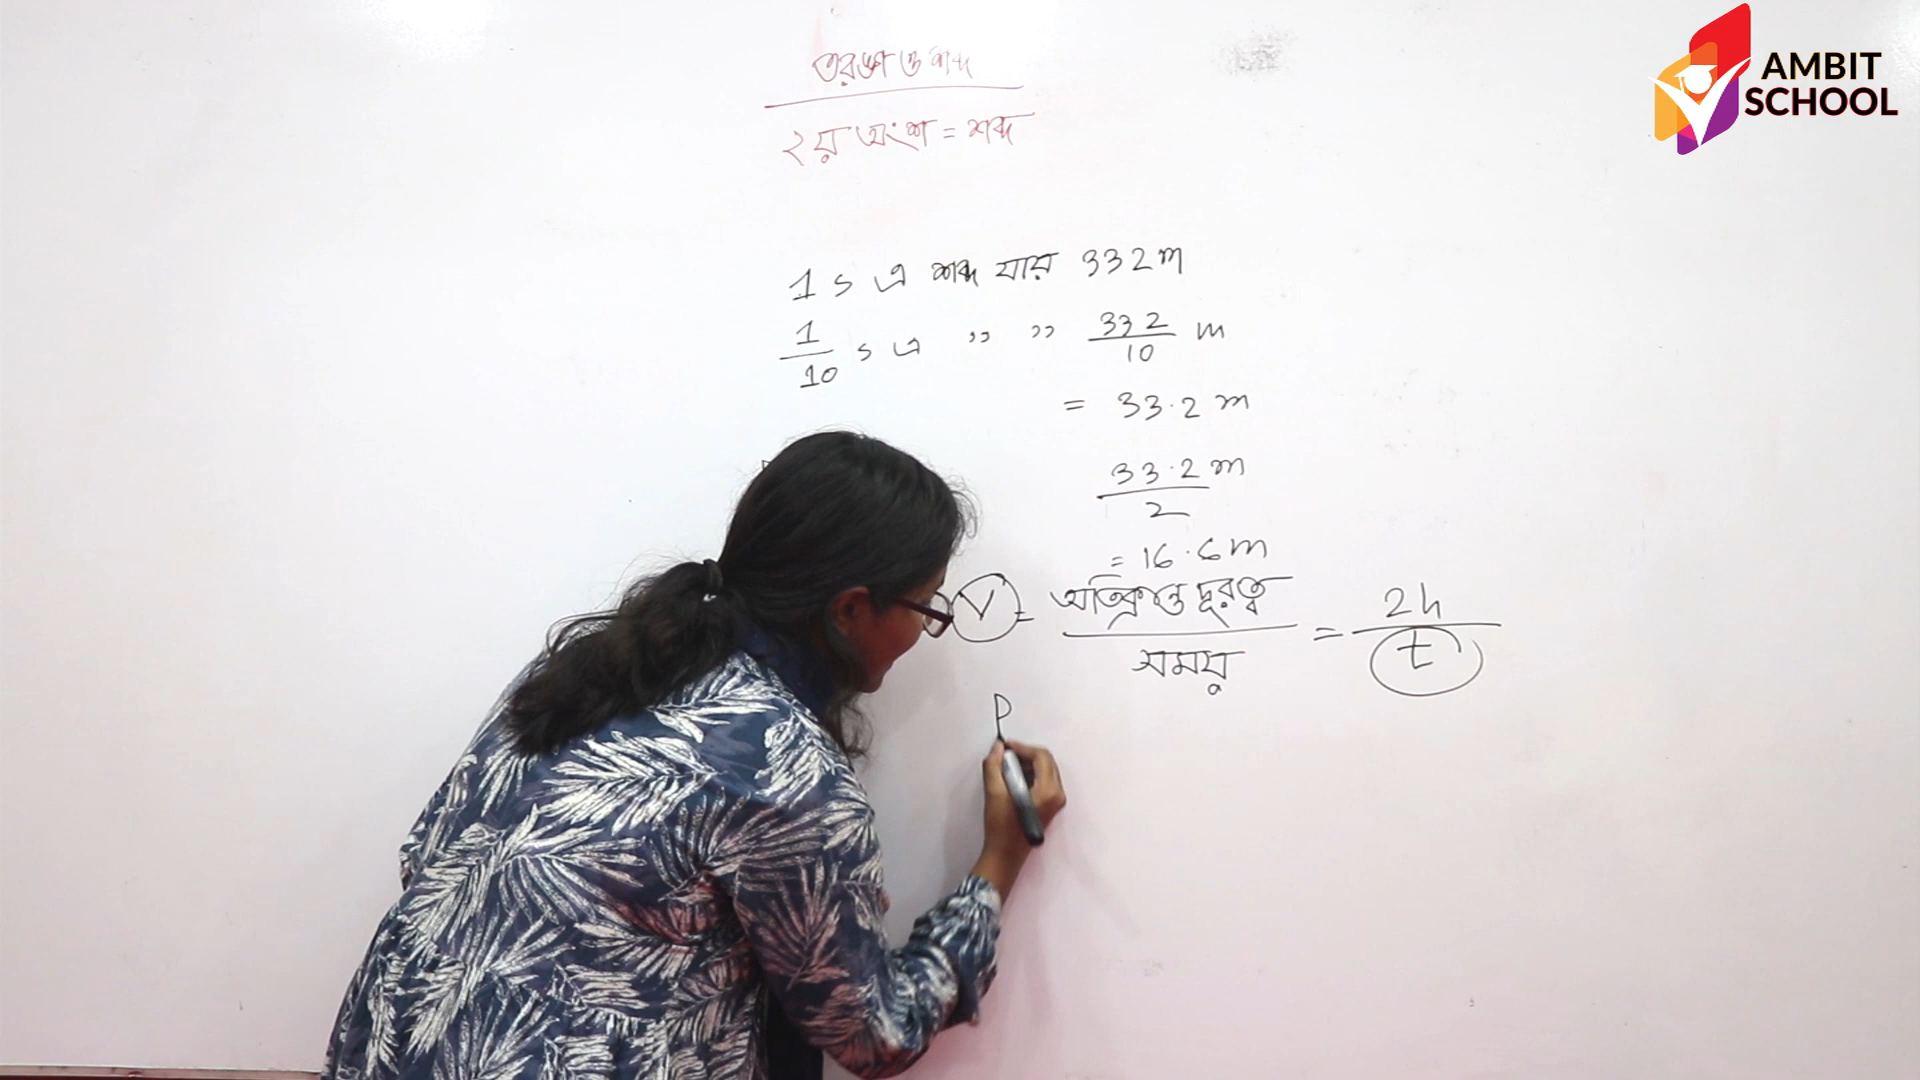 AMBIT
SCHOOL
তরঙ্গ ও শব্দ
২য় অংশ = শব্দ
1 s এ শব্দ যায় 332 m
1/10 s এ " " 332/10 m
= 33.2 m
33.2 m/2
= 16.6 m
V = অতিক্রান্ত দূরত্ব/সময় = 2h/t
P